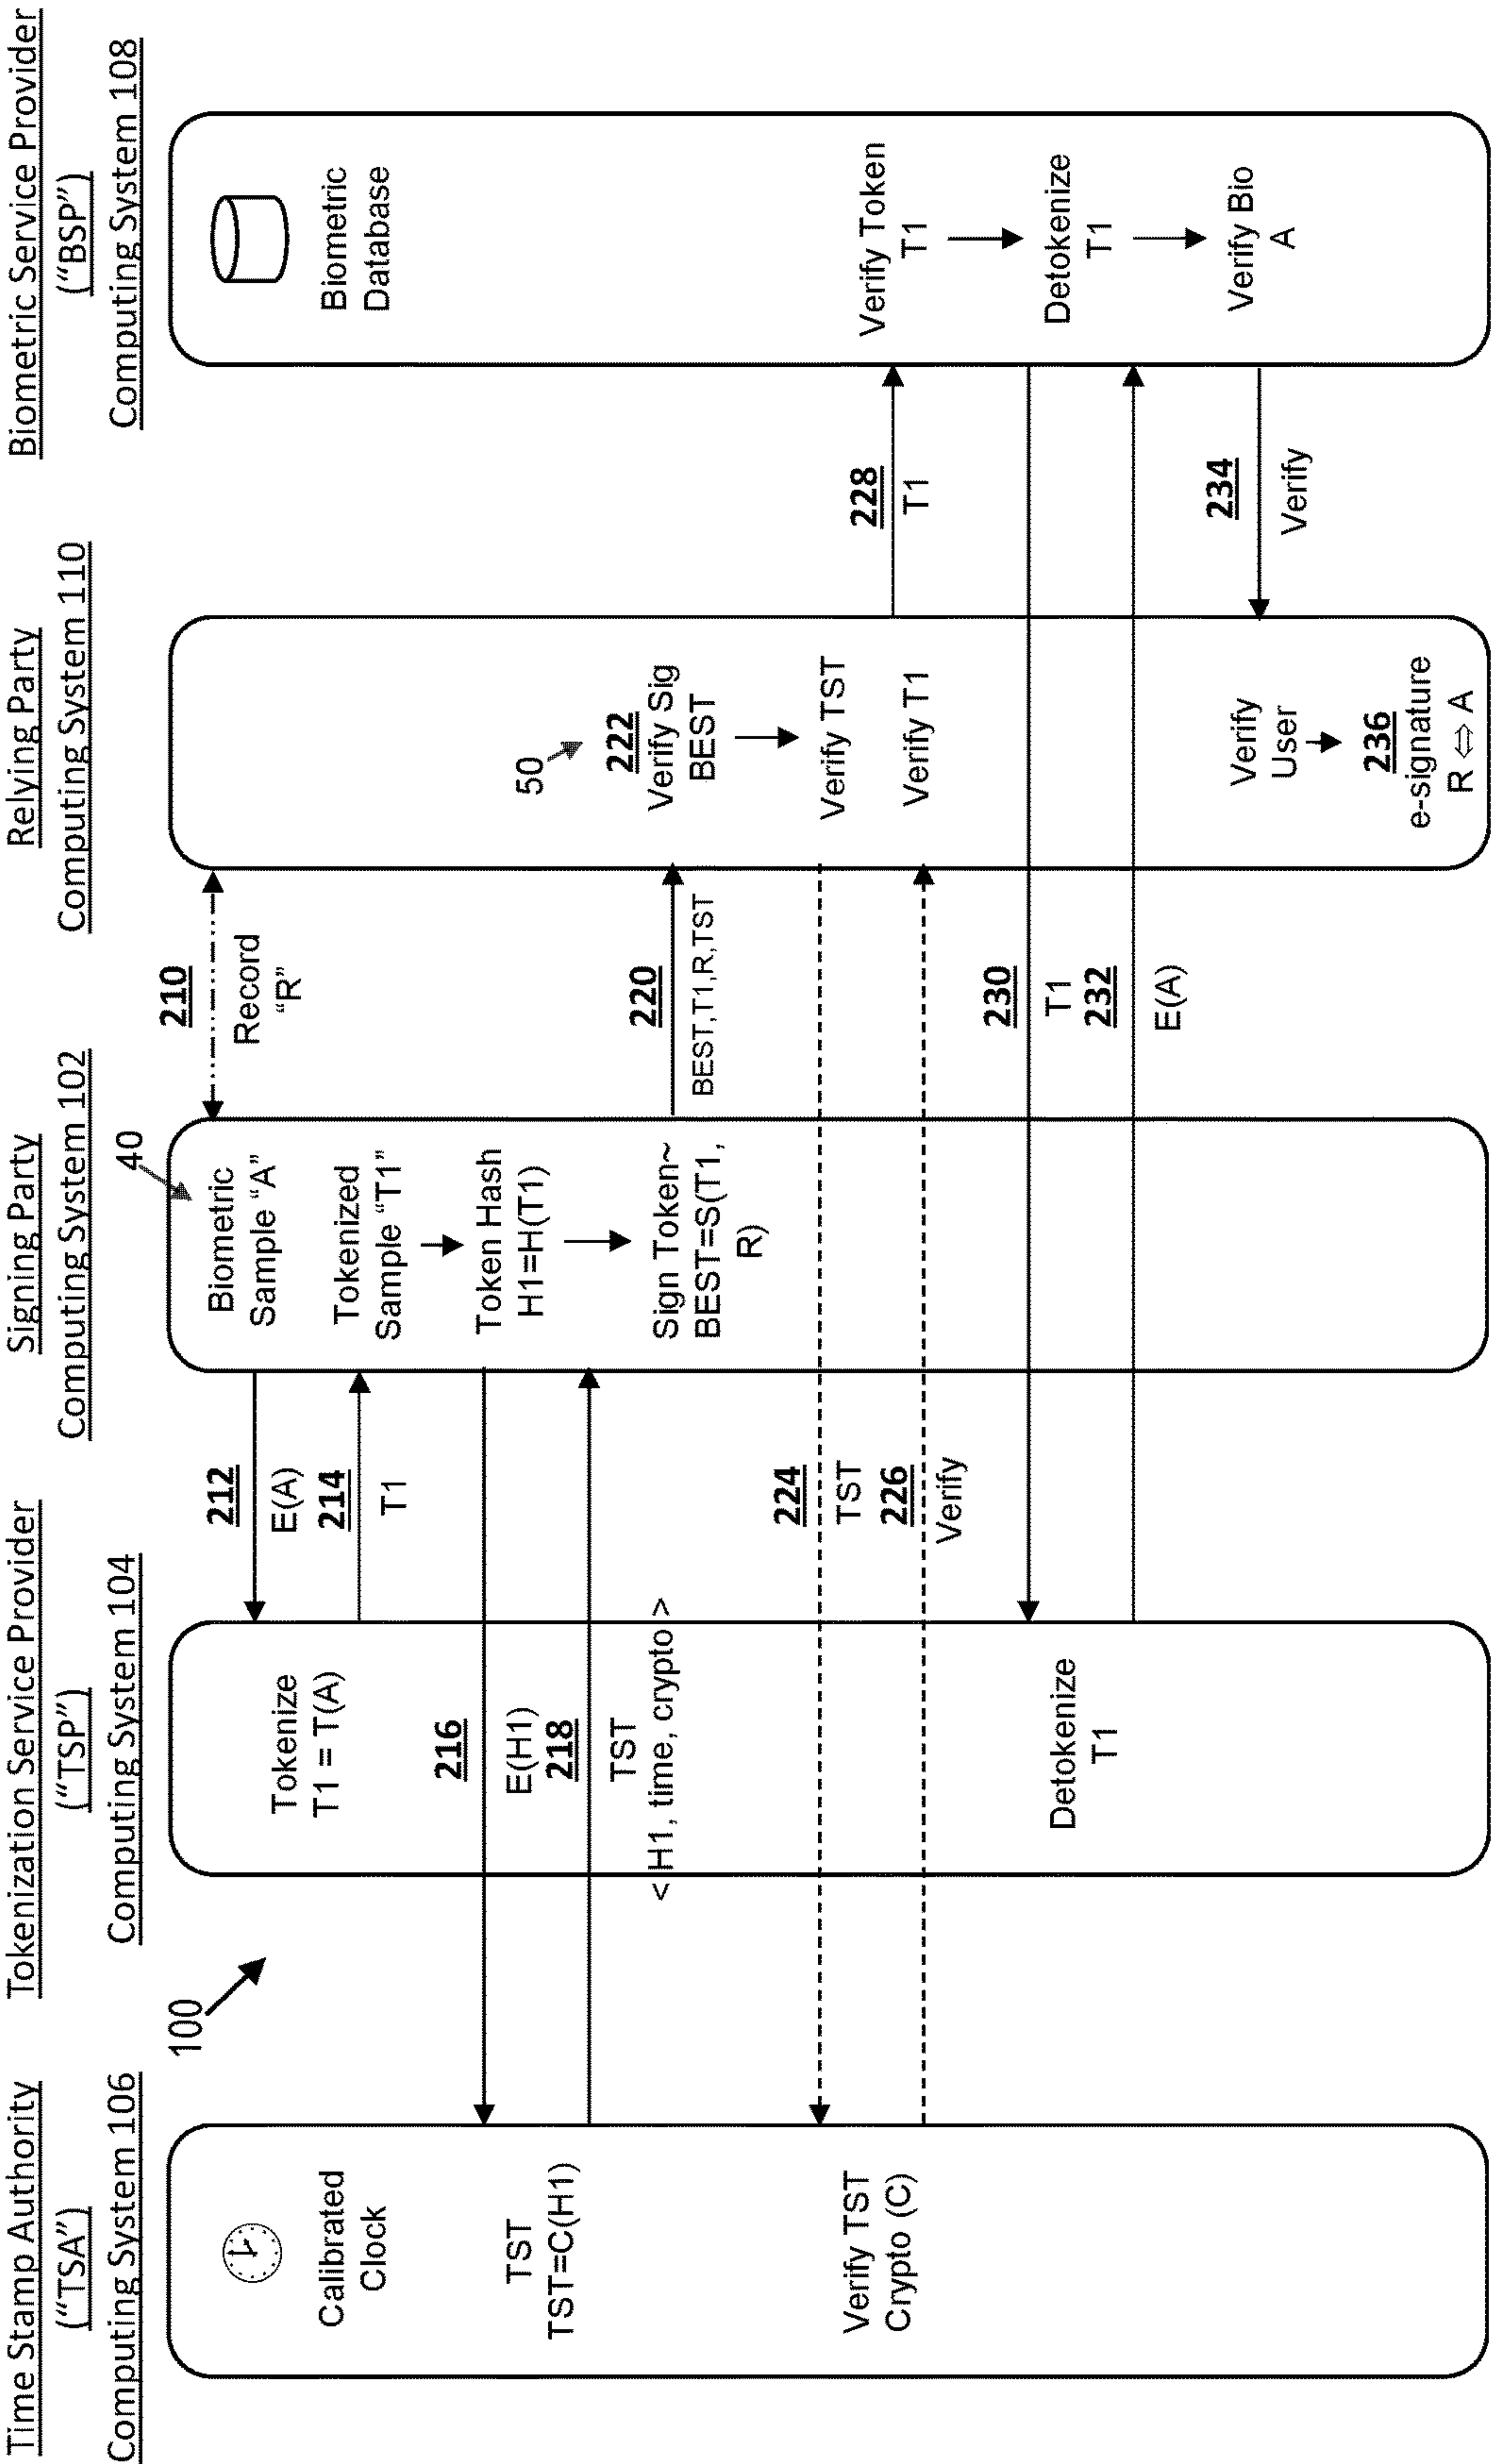 Time Stamp Authority
("TSA")
Computing System 106
Calibrated
Clock
TST
TST=C(H1)
Verify TST
Crypto (C)
100
Tokenization Service Provider
("TSP")
Computing System 104
Tokenize
T1 = T(A)
216
E(H1)
218
TST
< H1, time, crypto >
Detokenize
T1
212
E(A)
214
T1
224
TST
226
Verify
Signing Party
Computing System 102
40
Biometric
Sample "A"
Tokenized
Sample "T1"
Token Hash
H1=H(T1)
Sign Token~
BEST=S(T1,
R)
210
Record
"R"
220
BEST,T1,R,TST
230
T1
232
E(A)
Relying Party
Computing System 110
50
222
Verify Sig
BEST
Verify TST
Verify T1
Verify
User
236
e-signature
R ⇔ A
228
T1
234
Verify
Biometric Service Provider
("BSP")
Computing System 108
Biometric
Database
Verify Token
T1
Detokenize
T1
Verify Bio
A